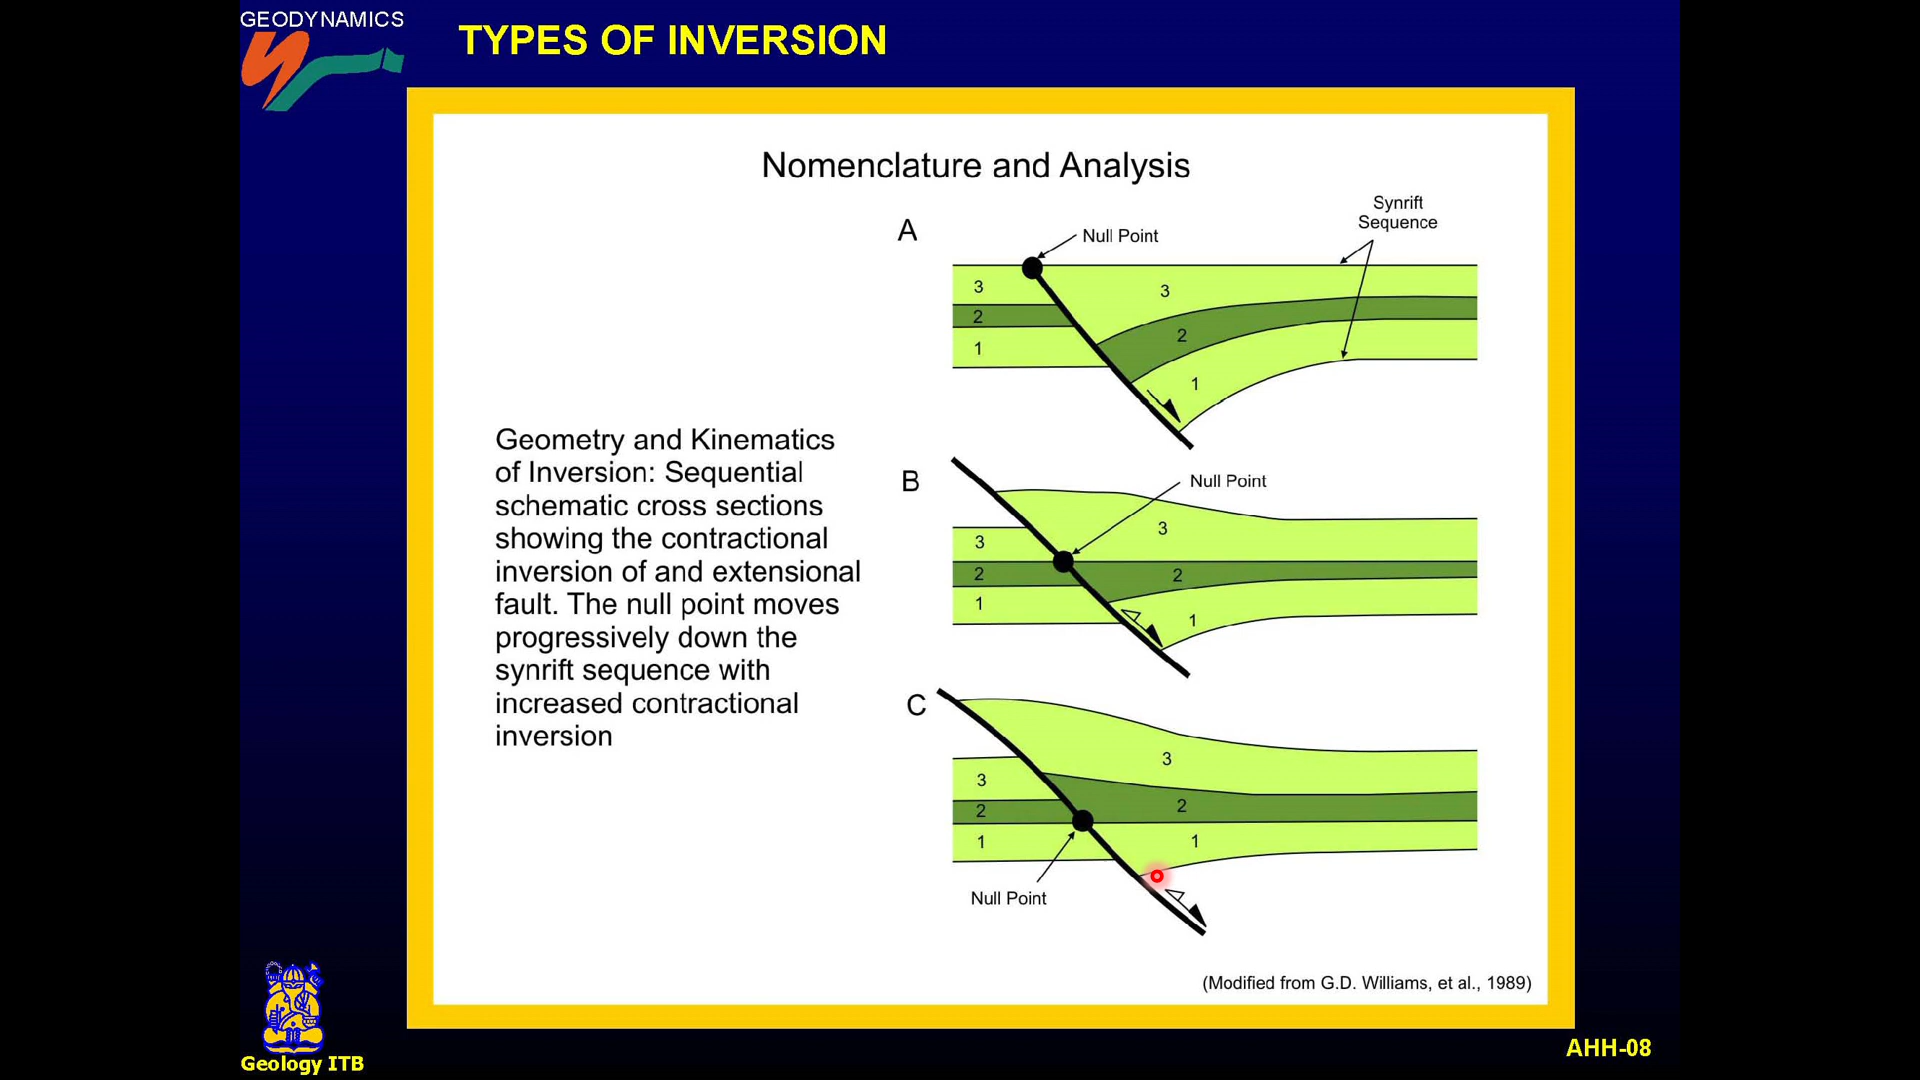 GEODYNAMICS
TYPES OF INVERSION
Nomenclature and Analysis
Synrift
Sequence
A
Null Point
3
3
2
2
1
1
Geometry and Kinematics
of Inversion: Sequential
schematic cross sections
showing the contractional
inversion of and extensional
fault. The null point moves
progressively down the
synrift sequence with
increased contractional
inversion
B
Null Point
3
3
2
2
1
1
C
3
3
2
2
1
1
Null Point
(Modified from G.D. Williams, et al., 1989)
Geology ITB
AHH-08